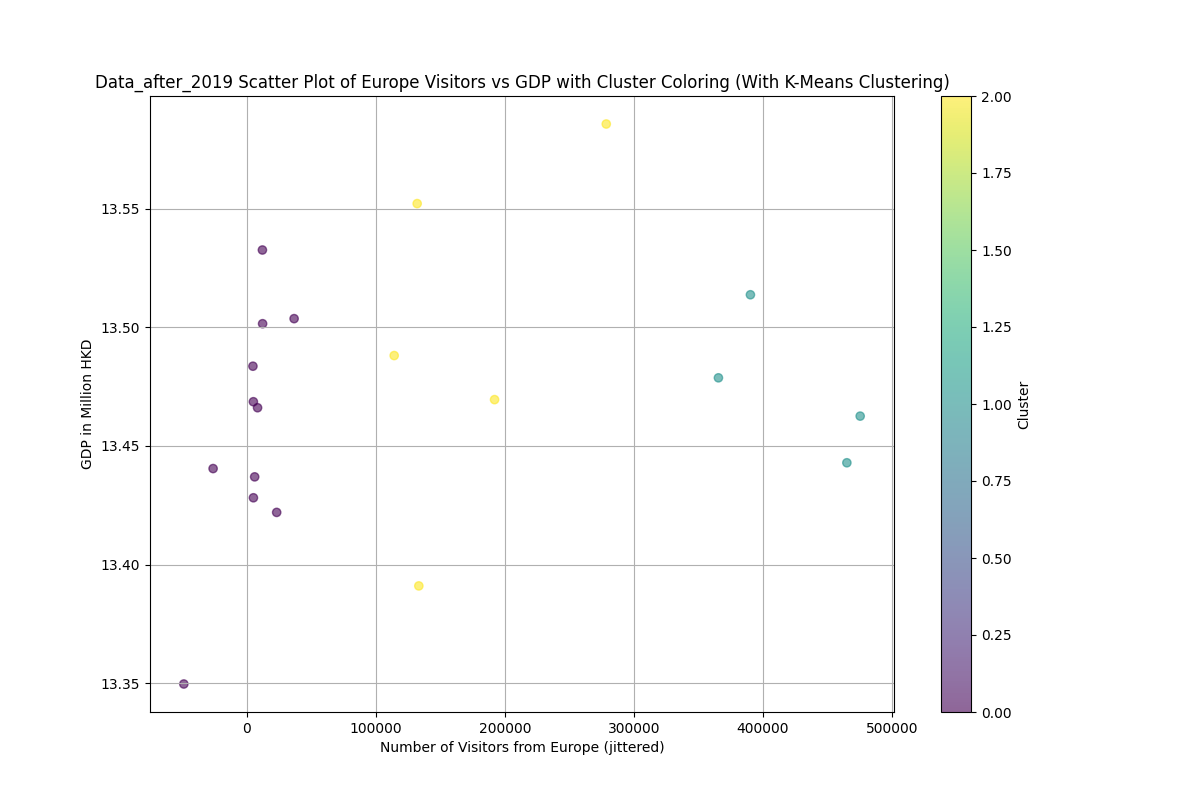 Data_after_2019 Scatter Plot of Europe Visitors vs GDP with Cluster Coloring (With K-Means Clustering)
GDP in Million HKD
13.55
13.50
13.45
13.40
13.35
0 100000 200000 300000 400000 500000
Number of Visitors from Europe (jittered)
2.00
1.75
1.50
1.25
1.00
0.75
0.50
0.25
0.00
Cluster